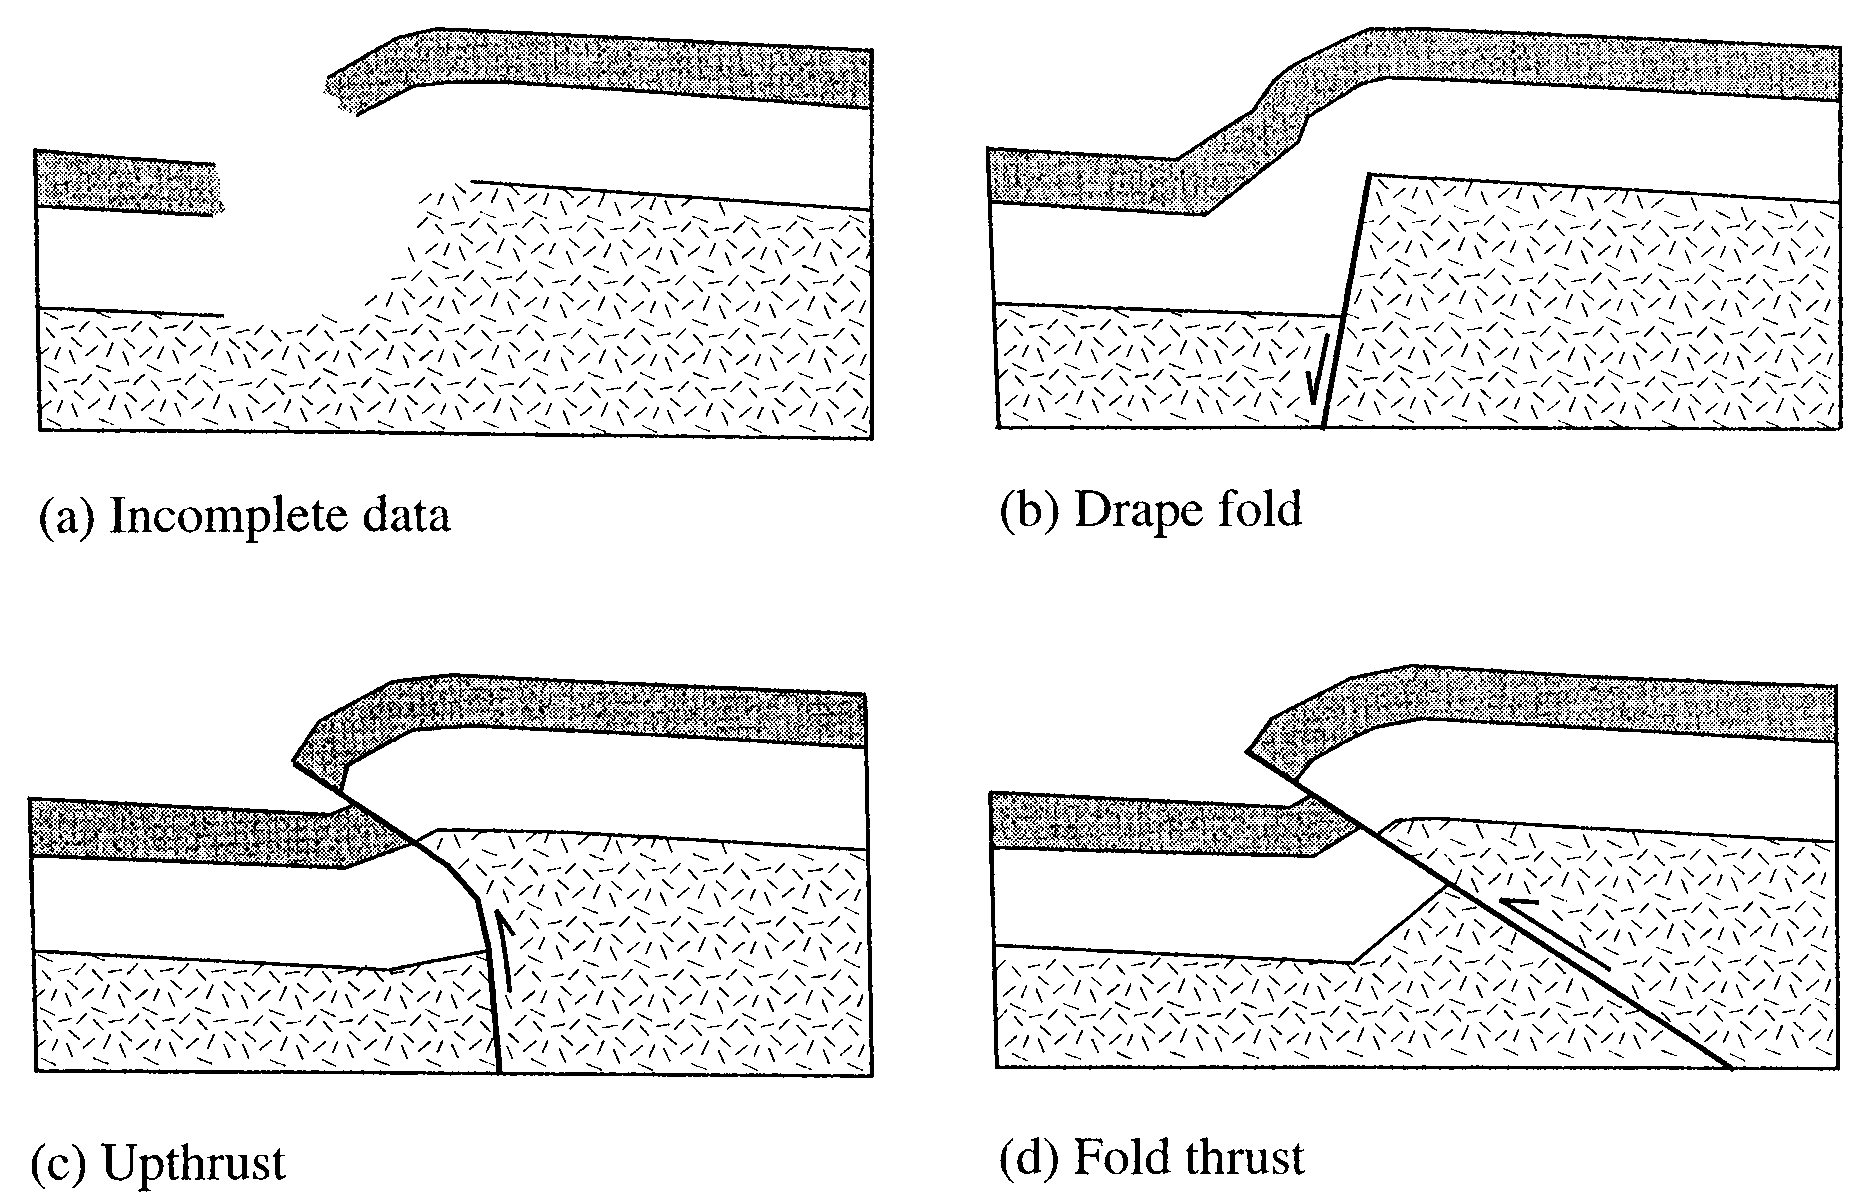 (a) Incomplete data
(b) Drape fold
(c) Upthrust
(d) Fold thrust